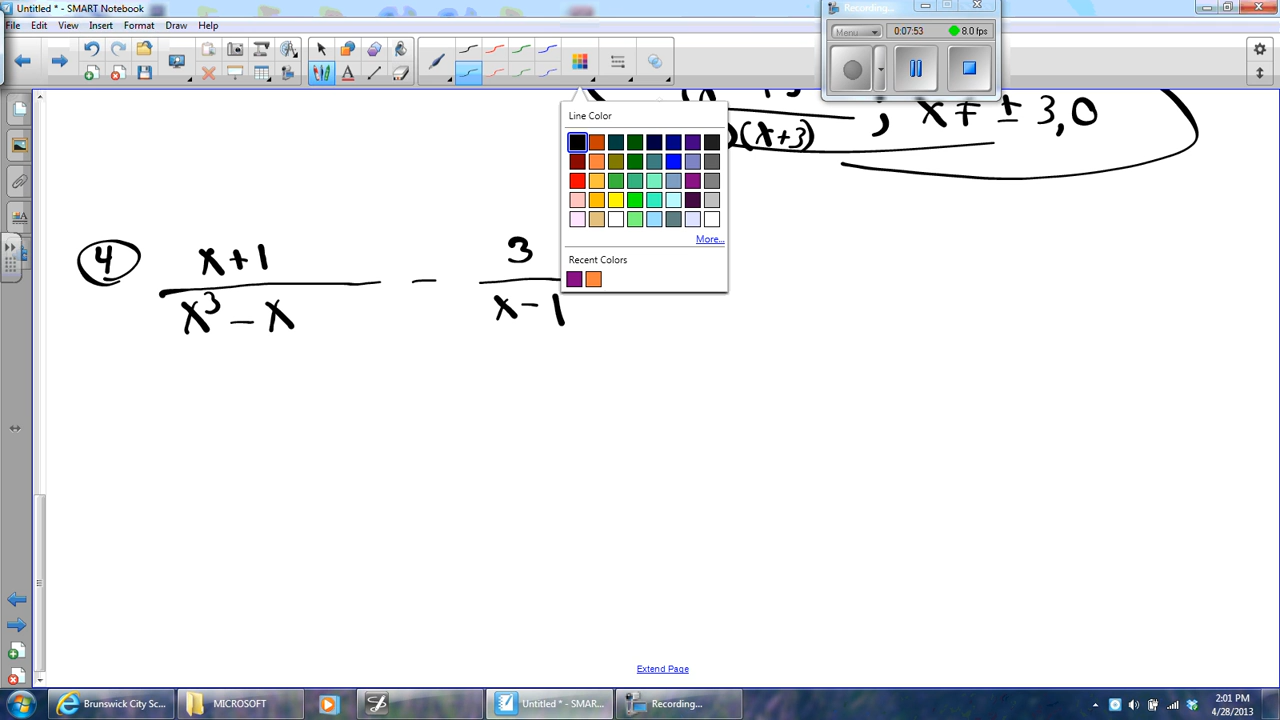 Untitled * - SMART Notebook
Recording...
File Edit View Insert Format Draw Help
Menu 0:07:53 8.0 fps
Line Color
More...
Recent Colors
)(x+3) , x ≠ ± 3,0
4 x+1 / x³ - x - 3 / x-1
Extend Page
Brunswick City Sc... MICROSOFT Untitled * - SMAR... Recording... 2:01 PM
4/28/2013